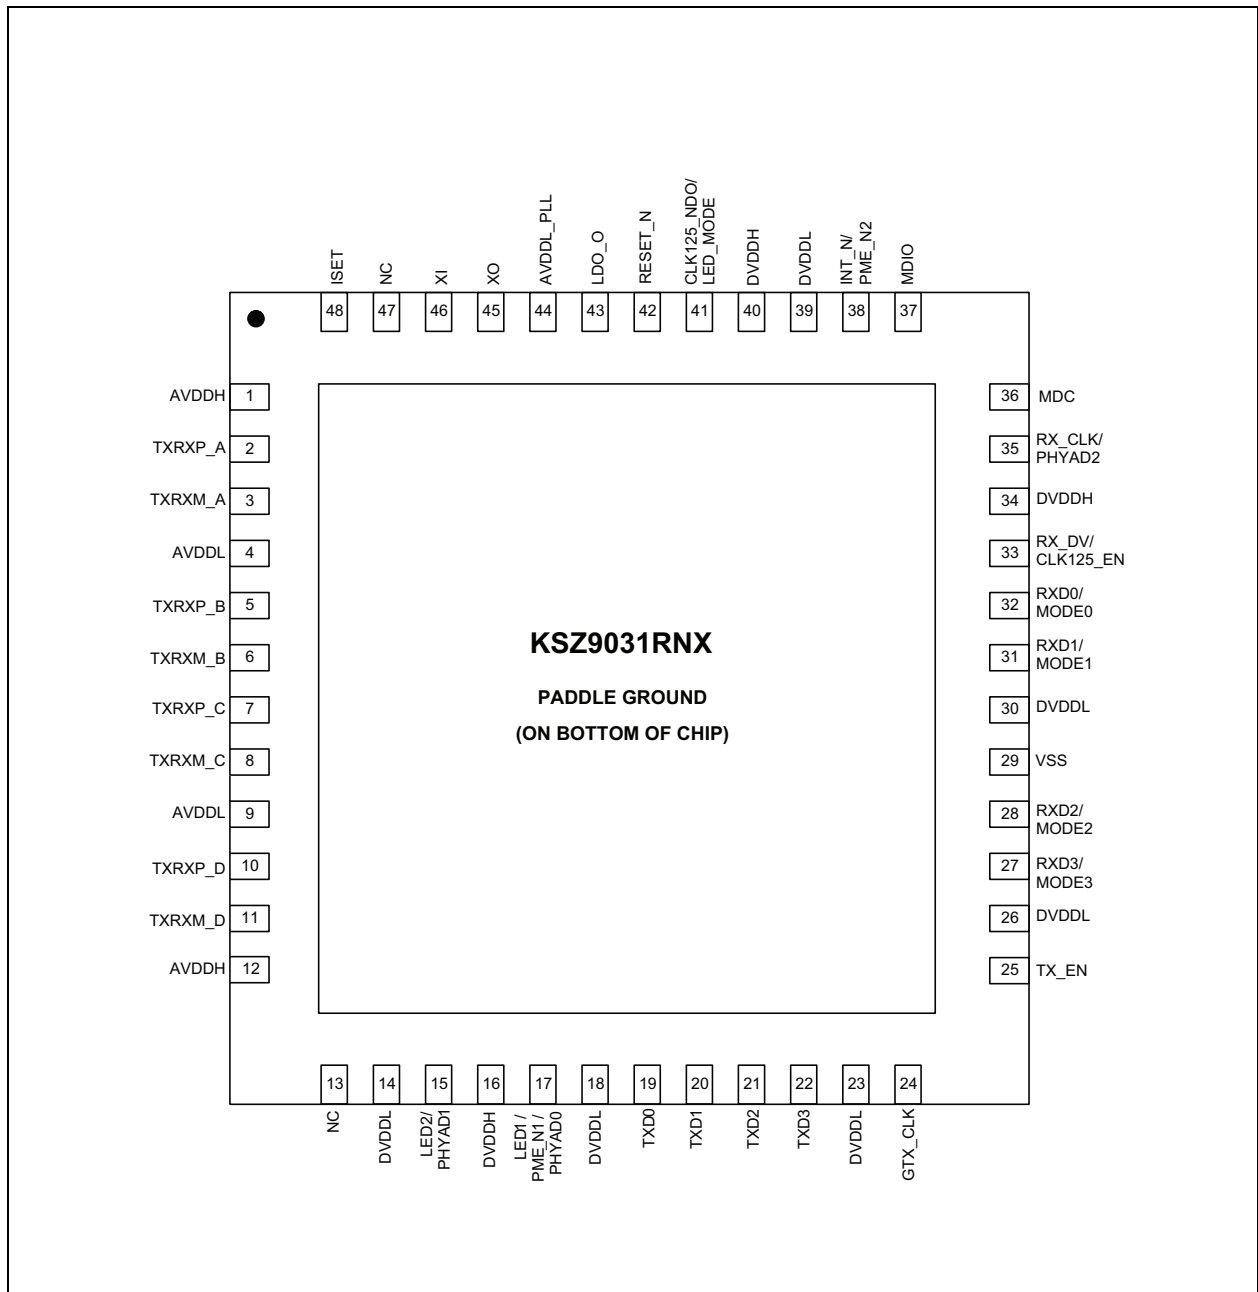 ISET
NC
XI
XO
AVDDL_PLL
LDO_O
RESET_N
CLK125_NDO/
LED_MODE
DVDDH
DVDDL
INT_N/
PME_N2
MDIO
48
47
46
45
44
43
42
41
40
39
38
37
AVDDH 1
TXRXP_A 2
TXRXM_A 3
AVDDL 4
TXRXP_B 5
TXRXM_B 6
TXRXP_C 7
TXRXM_C 8
AVDDL 9
TXRXP_D 10
TXRXM_D 11
AVDDH 12
KSZ9031RNX
PADDLE GROUND
(ON BOTTOM OF CHIP)
36 MDC
35 RX_CLK/
PHYAD2
34 DVDDH
33 RX_DV/
CLK125_EN
32 RXD0/
MODE0
31 RXD1/
MODE1
30 DVDDL
29 VSS
28 RXD2/
MODE2
27 RXD3/
MODE3
26 DVDDL
25 TX_EN
13
14
15
16
17
18
19
20
21
22
23
24
NC
DVDDL
LED2/
PHYAD1
DVDDH
LED1 /
PME_N1 /
PHYAD0
DVDDL
TXD0
TXD1
TXD2
TXD3
DVDDL
GTX_CLK